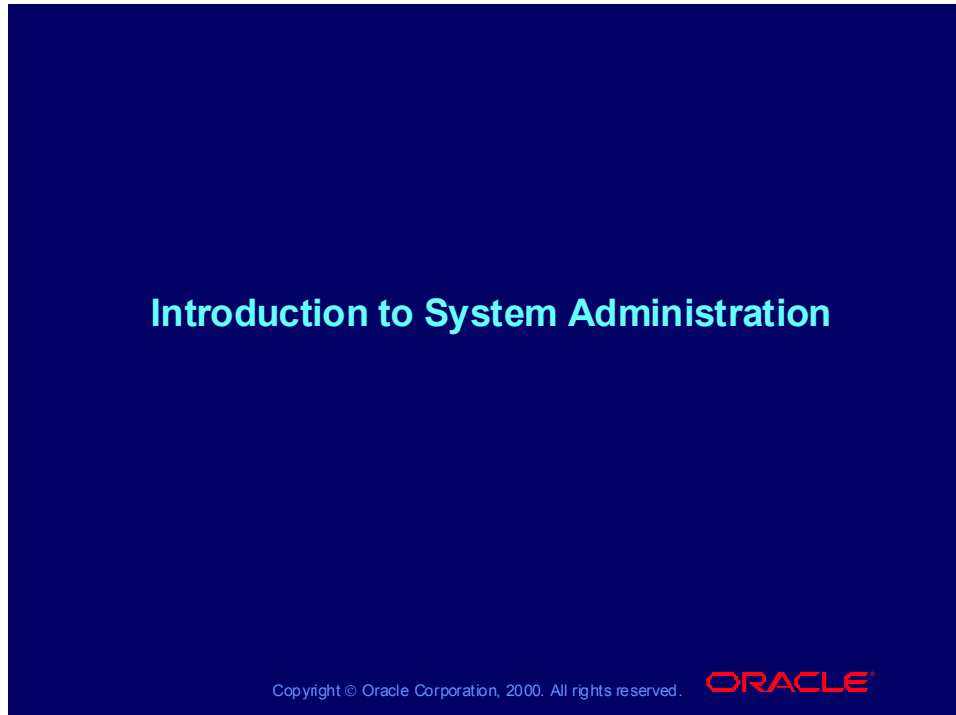 Introduction to System Administration
Copyright © Oracle Corporation, 2000. All rights reserved.
ORACLE®